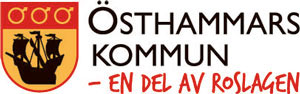 ÖSTHAMMARS
KOMMUN
– EN DEL AV ROSLAGEN